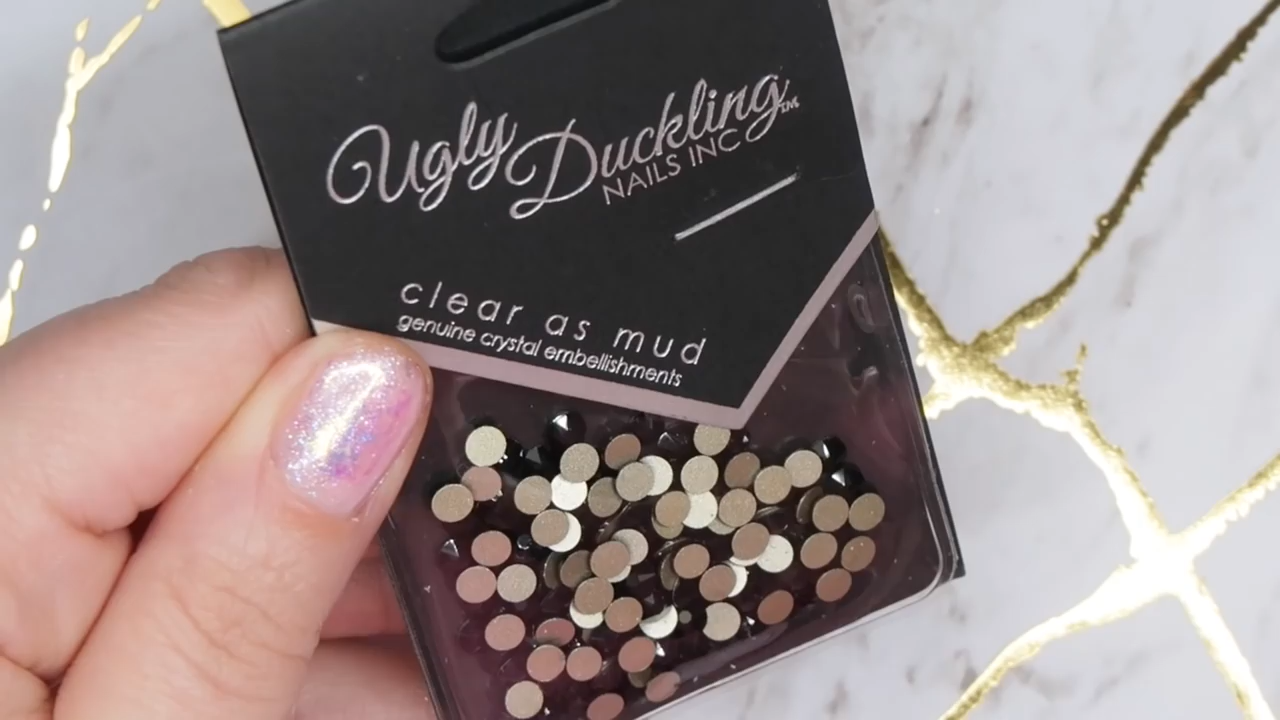 Ugly Duckling™
NAILS INC
clear as mud
genuine crystal embellishments